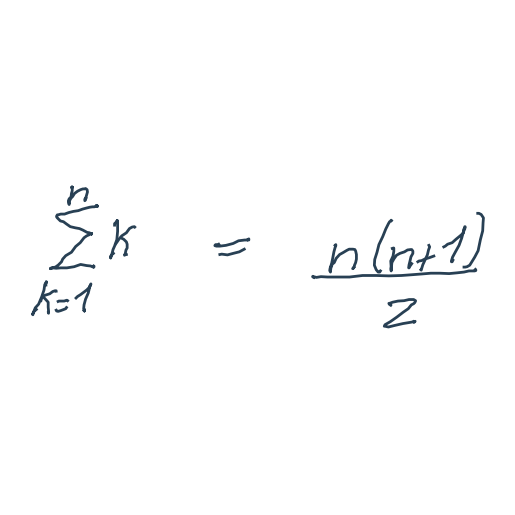 ∑_{k=1}^{n} k = n(n+1)/2